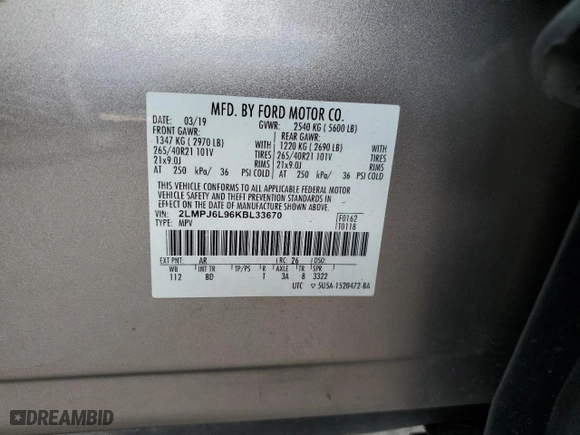 MFD. BY FORD MOTOR CO.
DATE: 03/19 GVWR: 2540 KG ( 5600 LB)
FRONT GAWR: REAR GAWR:
1347 KG ( 2970 LB) WITH 1220 KG ( 2690 LB) WITH
265/40R21 101V TIRES 265/40R21 101V TIRES
21x9.0J RIMS 21x9.0J RIMS
AT 250 kPa/ 36 PSI COLD AT 250 kPa/ 36 PSI COLD
THIS VEHICLE CONFORMS TO ALL APPLICABLE FEDERAL MOTOR
VEHICLE SAFETY AND THEFT PREVENTION STANDARDS IN EFFECT
ON THE DATE OF MANUFACTURE SHOWN ABOVE.
VIN: 2LMPJ6L96KBL33670 F0162
TYPE: MPV 10118
EXT PNT: AR RC: 26 DSO:
WB INT TR TP/PS R AXLE TR SPR
112 BD T 3A 8 3322
UTC ▽ 5U5A-1520472-BA
DREAMBID